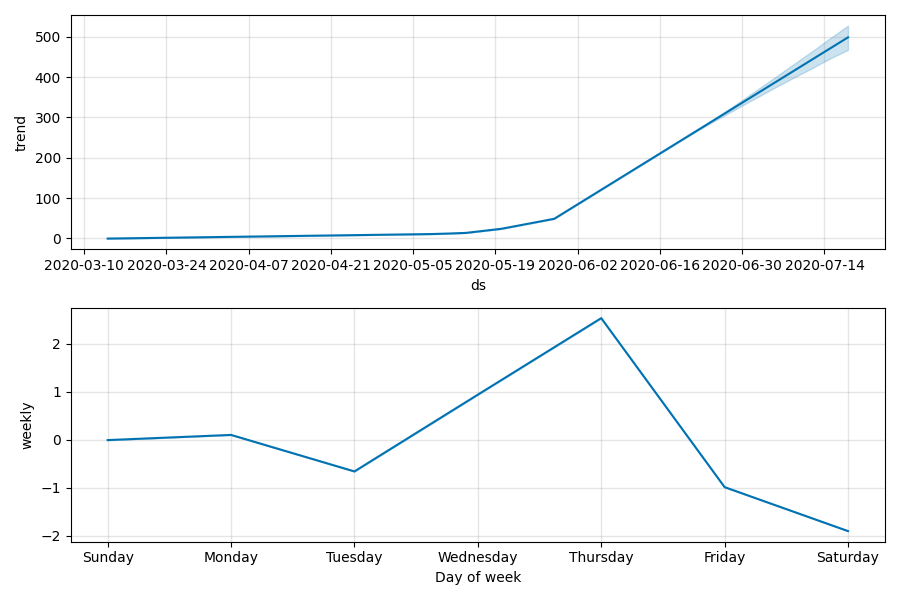 500
400
300
200
100
0
trend
2020-03-10 2020-03-24 2020-04-07 2020-04-21 2020-05-05 2020-05-19 2020-06-02 2020-06-16 2020-06-30 2020-07-14
ds
2
1
0
−1
−2
weekly
Sunday Monday Tuesday Wednesday Thursday Friday Saturday
Day of week